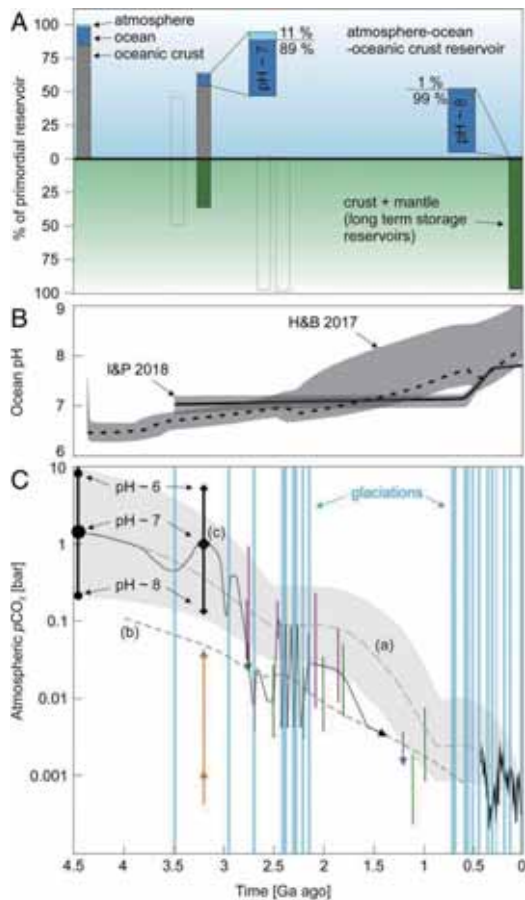 A
atmosphere
ocean
oceanic crust
11 %
89 %
pH ~ 7
atmosphere-ocean
-oceanic crust reservoir
1 %
99 %
pH ~ 8
crust + mantle
(long term storage
reservoirs)
% of primordial reservoir
100
75
50
25
0
25
50
75
100
B
H&B 2017
I&P 2018
Ocean pH
9
8
7
6
C
pH ~ 6
pH ~ 7
pH ~ 8
glaciations
(a)
(b)
(c)
Atmospheric pCO₂ [bar]
10
1
0.1
0.01
0.001
4.5
4
3.5
3
2.5
2
1.5
1
0.5
0
Time [Ga ago]